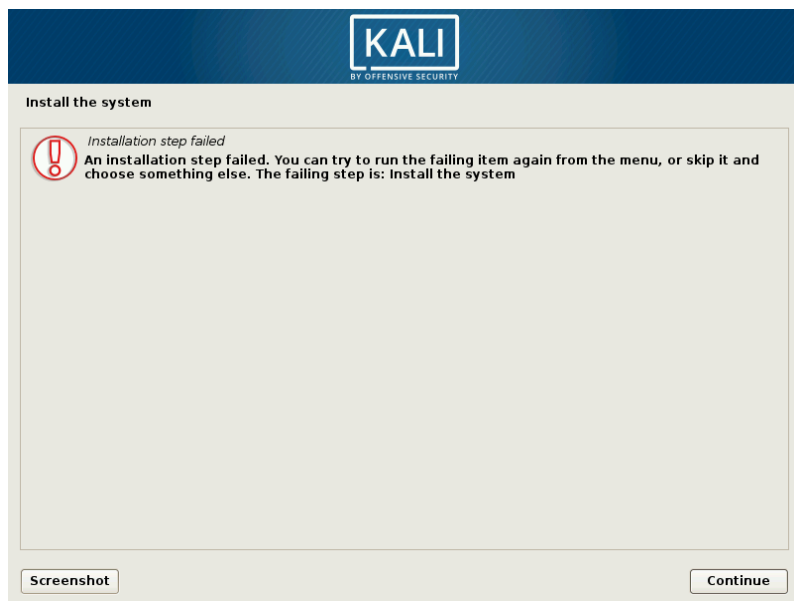 KALI
BY OFFENSIVE SECURITY
Install the system
Installation step failed
An installation step failed. You can try to run the failing item again from the menu, or skip it and
choose something else. The failing step is: Install the system
Screenshot
Continue